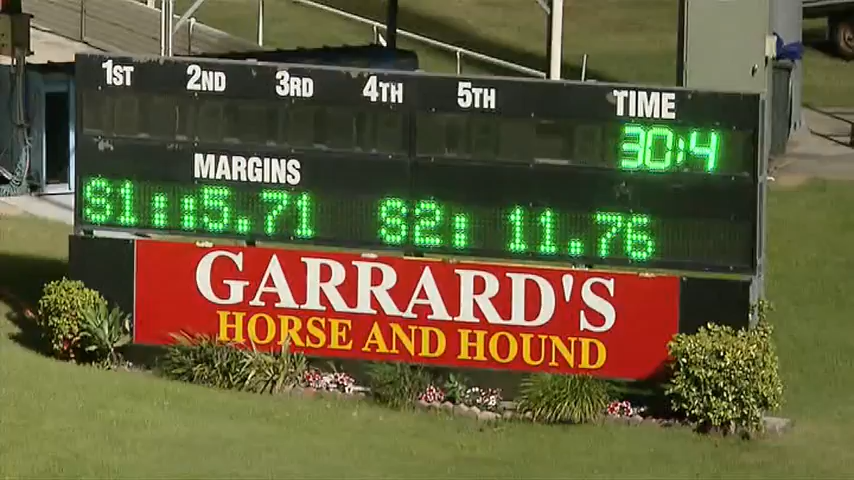 1ST 2ND 3RD 4TH 5TH TIME
30:4
MARGINS
S1::5.71 S2: 11.76
GARRARD'S
HORSE AND HOUND